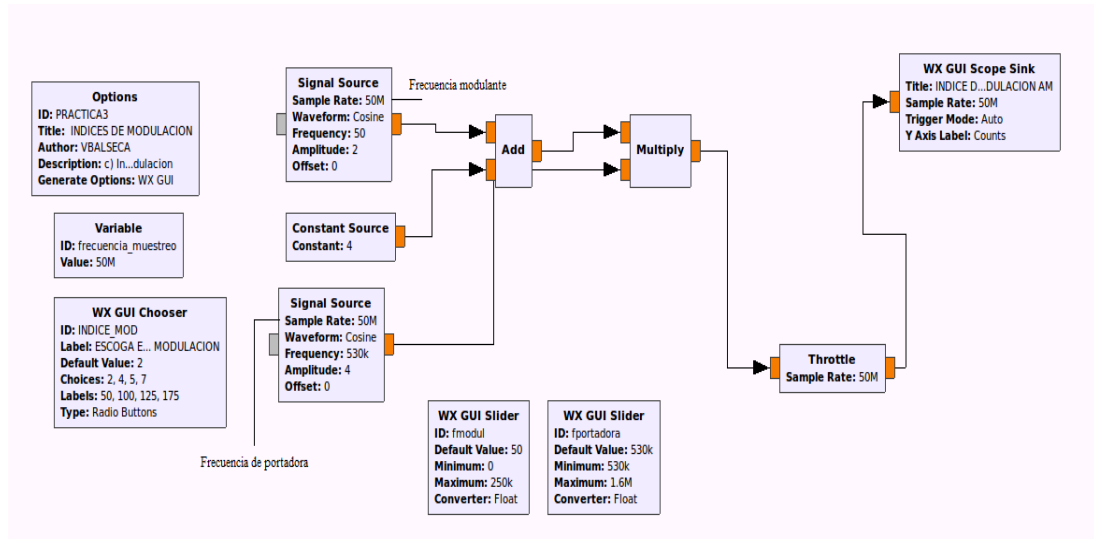 Options
ID: PRACTICA3
Title: INDICES DE MODULACION
Author: VBALSECA
Description: c) In...dulacion
Generate Options: WX GUI
Variable
ID: frecuencia_muestreo
Value: 50M
WX GUI Chooser
ID: INDICE_MOD
Label: ESCOGA E... MODULACION
Default Value: 2
Choices: 2, 4, 5, 7
Labels: 50, 100, 125, 175
Type: Radio Buttons
Frecuencia de portadora
Signal Source
Sample Rate: 50M
Waveform: Cosine
Frequency: 50
Amplitude: 2
Offset: 0
Frecuencia modulante
Constant Source
Constant: 4
Signal Source
Sample Rate: 50M
Waveform: Cosine
Frequency: 530k
Amplitude: 4
Offset: 0
Add
Multiply
WX GUI Slider
ID: fmodul
Default Value: 50
Minimum: 0
Maximum: 250k
Converter: Float
WX GUI Slider
ID: fportadora
Default Value: 530k
Minimum: 530k
Maximum: 1.6M
Converter: Float
Throttle
Sample Rate: 50M
WX GUI Scope Sink
Title: INDICE D...DULACION AM
Sample Rate: 50M
Trigger Mode: Auto
Y Axis Label: Counts